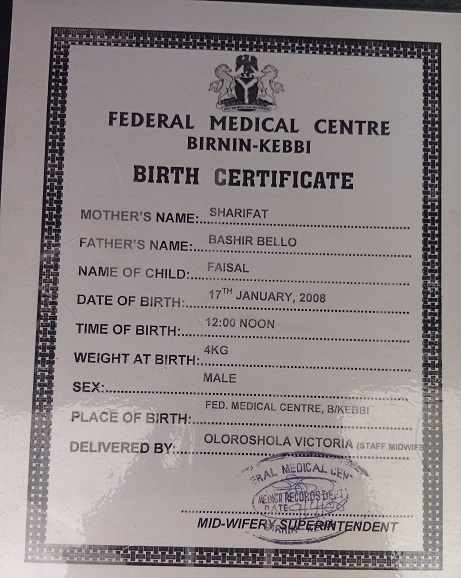 FEDERAL MEDICAL CENTRE
BIRNIN-KEBBI
BIRTH CERTIFICATE
MOTHER'S NAME: SHARIFAT
FATHER'S NAME: BASHIR BELLO
NAME OF CHILD: FAISAL
DATE OF BIRTH: 17TH JANUARY, 2008
TIME OF BIRTH: 12:00 NOON
WEIGHT AT BIRTH: 4KG
SEX: MALE
PLACE OF BIRTH: FED. MEDICAL CENTRE, B/KEBBI
DELIVERED BY: OLOROSHOLA VICTORIA (STAFF MIDWIFE
RAL MEDICAL CEN
RECORDS DEPT
DATE
MID-WIFERY SUPERINTENDENT